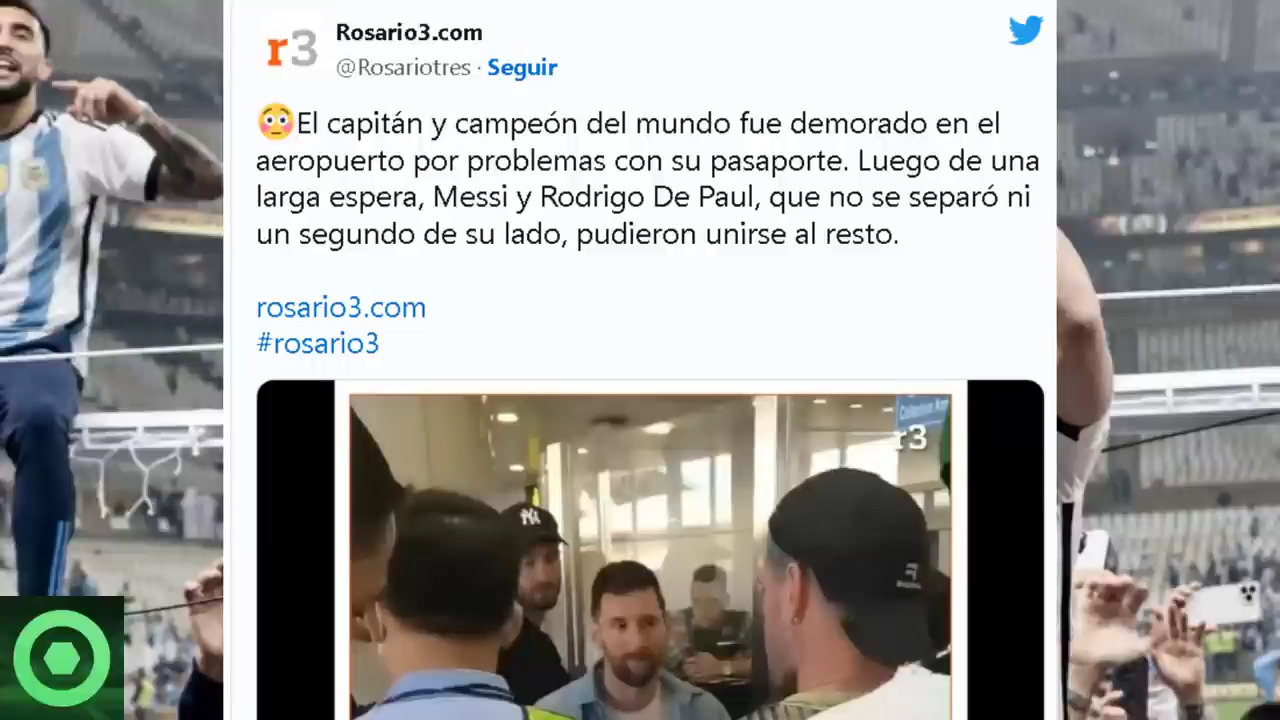 r3
Rosario3.com
@Rosariotres · Seguir
😳El capitán y campeón del mundo fue demorado en el
aeropuerto por problemas con su pasaporte. Luego de una
larga espera, Messi y Rodrigo De Paul, que no se separó ni
un segundo de su lado, pudieron unirse al resto.
rosario3.com
#rosario3
r3
NY